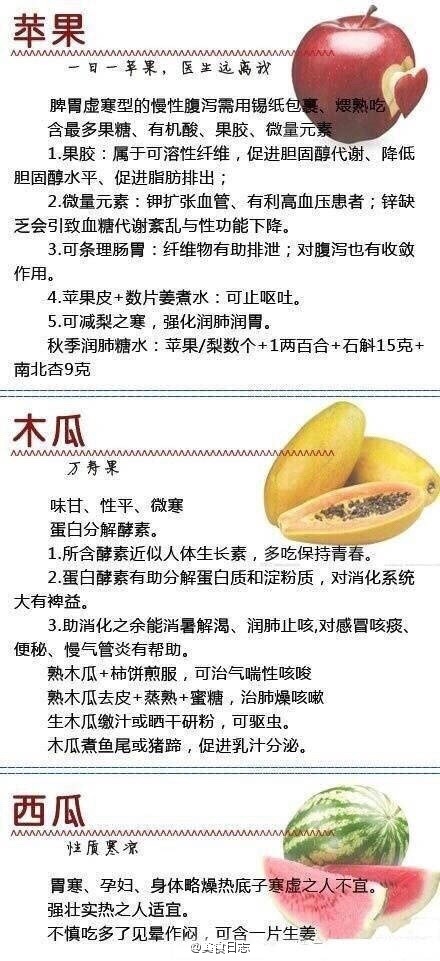 苹果
一日一苹果，医生远离我
脾胃虚寒型的慢性腹泻需用锡纸包裹、煨熟吃
含最多果糖、有机酸、果胶、微量元素
1.果胶：属于可溶性纤维，促进胆固醇代谢、降低
胆固醇水平、促进脂肪排出；
2.微量元素：钾扩张血管、有利高血压患者；锌缺
乏会引致血糖代谢紊乱与性功能下降。
3.可条理肠胃：纤维物有助排泄；对腹泻也有收敛
作用。
4.苹果皮+数片姜煮水：可止呕吐。
5.可减梨之寒，强化润肺润胃。
秋季润肺糖水：苹果/梨数个+1两百合+石斛15克+
南北杏9克
木瓜
万寿果
味甘、性平、微寒
蛋白分解酵素。
1.所含酵素近似人体生长素，多吃保持青春。
2.蛋白酵素有助分解蛋白质和淀粉质，对消化系统
大有裨益。
3.助消化之余能消暑解渴、润肺止咳,对感冒咳痰、
便秘、慢气管炎有帮助。
熟木瓜+柿饼煎服，可治气喘性咳唆
熟木瓜去皮+蒸熟+蜜糖，治肺燥咳嗽
生木瓜缴汁或晒干研粉，可驱虫。
木瓜煮鱼尾或猪蹄，促进乳汁分泌。
西瓜
性质寒凉
胃寒、孕妇、身体略燥热底子寒虚之人不宜。
强壮实热之人适宜。
不慎吃多了见晕作闷，可含一片生姜
@美食日志